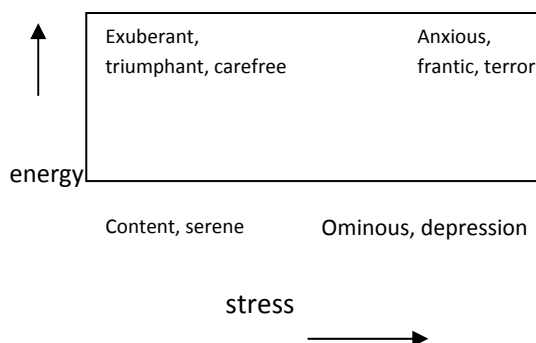 Exuberant,
triumphant, carefree
Anxious,
frantic, terror
energy
Content, serene
Ominous, depression
stress